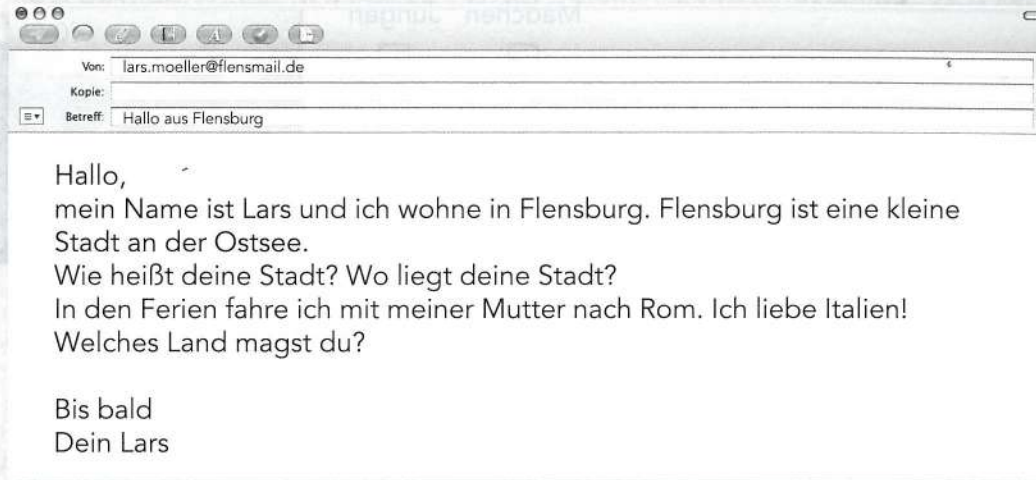 Von: lars.moeller@flensmail.de
Kopie:
Betreff: Hallo aus Flensburg
Hallo,
mein Name ist Lars und ich wohne in Flensburg. Flensburg ist eine kleine
Stadt an der Ostsee.
Wie heißt deine Stadt? Wo liegt deine Stadt?
In den Ferien fahre ich mit meiner Mutter nach Rom. Ich liebe Italien!
Welches Land magst du?
Bis bald
Dein Lars